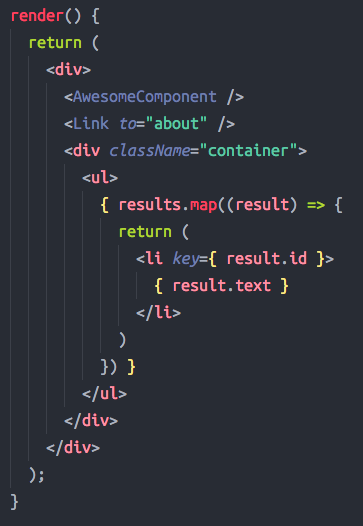 render() {
return (
<div>
<AwesomeComponent />
<Link to="about" />
<div className="container">
<ul>
{ results.map((result) => {
return (
<li key={ result.id }>
{ result.text }
</li>
)
}) }
</ul>
</div>
</div>
);
}